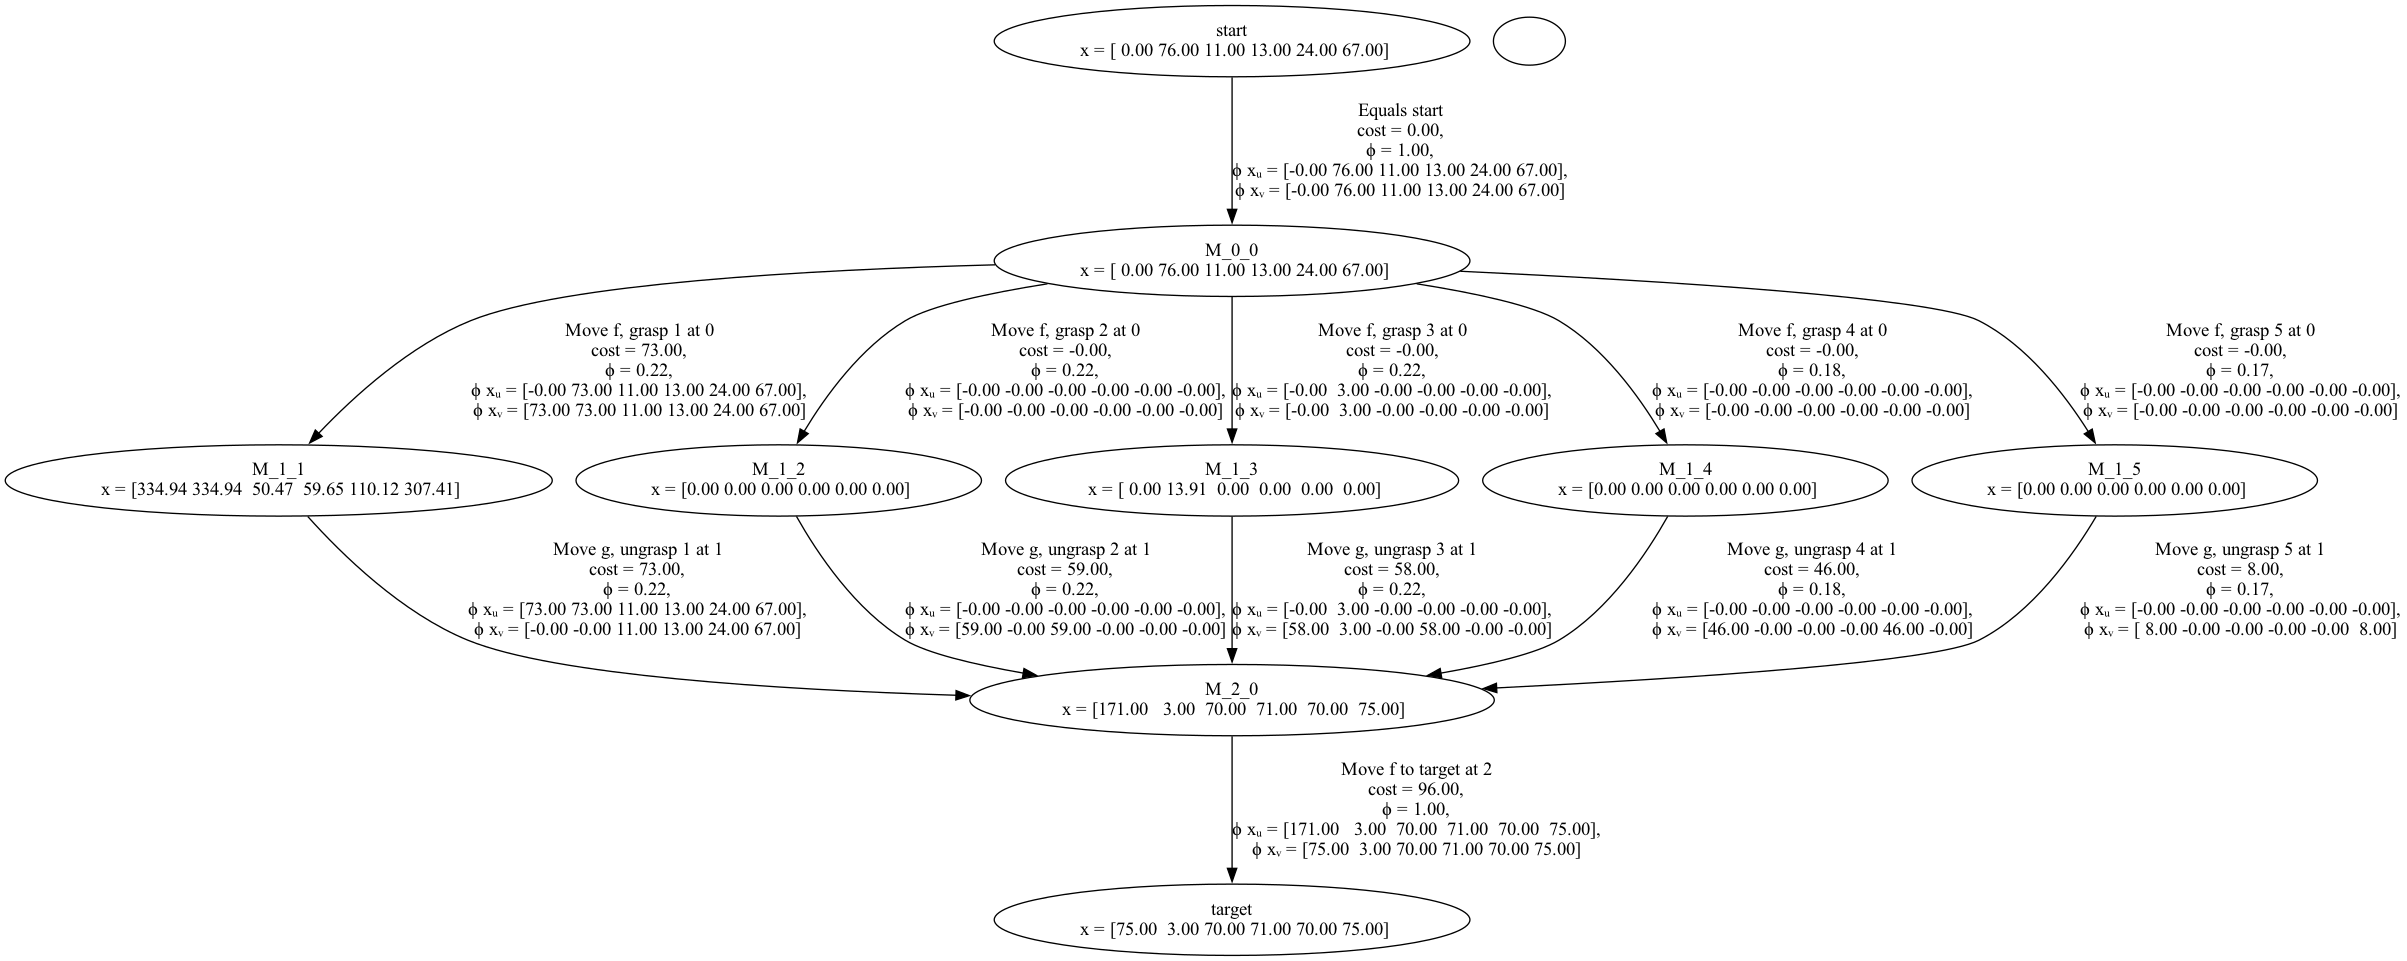 start
x = [ 0.00 76.00 11.00 13.00 24.00 67.00]
Equals start
cost = 0.00,
ϕ = 1.00,
ϕ xᵤ = [-0.00 76.00 11.00 13.00 24.00 67.00],
ϕ xᵥ = [-0.00 76.00 11.00 13.00 24.00 67.00]
M_0_0
x = [ 0.00 76.00 11.00 13.00 24.00 67.00]
Move f, grasp 1 at 0
cost = 73.00,
ϕ = 0.22,
ϕ xᵤ = [-0.00 73.00 11.00 13.00 24.00 67.00],
ϕ xᵥ = [73.00 73.00 11.00 13.00 24.00 67.00]
Move f, grasp 2 at 0
cost = -0.00,
ϕ = 0.22,
ϕ xᵤ = [-0.00 -0.00 -0.00 -0.00 -0.00 -0.00],
ϕ xᵥ = [-0.00 -0.00 -0.00 -0.00 -0.00 -0.00]
Move f, grasp 3 at 0
cost = -0.00,
ϕ = 0.22,
ϕ xᵤ = [-0.00  3.00 -0.00 -0.00 -0.00 -0.00],
ϕ xᵥ = [-0.00  3.00 -0.00 -0.00 -0.00 -0.00]
Move f, grasp 4 at 0
cost = -0.00,
ϕ = 0.18,
ϕ xᵤ = [-0.00 -0.00 -0.00 -0.00 -0.00 -0.00],
ϕ xᵥ = [-0.00 -0.00 -0.00 -0.00 -0.00 -0.00]
Move f, grasp 5 at 0
cost = -0.00,
ϕ = 0.17,
ϕ xᵤ = [-0.00 -0.00 -0.00 -0.00 -0.00 -0.00],
ϕ xᵥ = [-0.00 -0.00 -0.00 -0.00 -0.00 -0.00]
M_1_1
x = [334.94 334.94  50.47  59.65 110.12 307.41]
M_1_2
x = [0.00 0.00 0.00 0.00 0.00 0.00]
M_1_3
x = [ 0.00 13.91  0.00  0.00  0.00  0.00]
M_1_4
x = [0.00 0.00 0.00 0.00 0.00 0.00]
M_1_5
x = [0.00 0.00 0.00 0.00 0.00 0.00]
Move g, ungrasp 1 at 1
cost = 73.00,
ϕ = 0.22,
ϕ xᵤ = [73.00 73.00 11.00 13.00 24.00 67.00],
ϕ xᵥ = [-0.00 -0.00 11.00 13.00 24.00 67.00]
Move g, ungrasp 2 at 1
cost = 59.00,
ϕ = 0.22,
ϕ xᵤ = [-0.00 -0.00 -0.00 -0.00 -0.00 -0.00],
ϕ xᵥ = [59.00 -0.00 59.00 -0.00 -0.00 -0.00]
Move g, ungrasp 3 at 1
cost = 58.00,
ϕ = 0.22,
ϕ xᵤ = [-0.00  3.00 -0.00 -0.00 -0.00 -0.00],
ϕ xᵥ = [58.00  3.00 -0.00 58.00 -0.00 -0.00]
Move g, ungrasp 4 at 1
cost = 46.00,
ϕ = 0.18,
ϕ xᵤ = [-0.00 -0.00 -0.00 -0.00 -0.00 -0.00],
ϕ xᵥ = [46.00 -0.00 -0.00 -0.00 46.00 -0.00]
Move g, ungrasp 5 at 1
cost = 8.00,
ϕ = 0.17,
ϕ xᵤ = [-0.00 -0.00 -0.00 -0.00 -0.00 -0.00],
ϕ xᵥ = [ 8.00 -0.00 -0.00 -0.00 -0.00  8.00]
M_2_0
x = [171.00   3.00  70.00  71.00  70.00  75.00]
Move f to target at 2
cost = 96.00,
ϕ = 1.00,
ϕ xᵤ = [171.00   3.00  70.00  71.00  70.00  75.00],
ϕ xᵥ = [75.00  3.00 70.00 71.00 70.00 75.00]
target
x = [75.00  3.00 70.00 71.00 70.00 75.00]